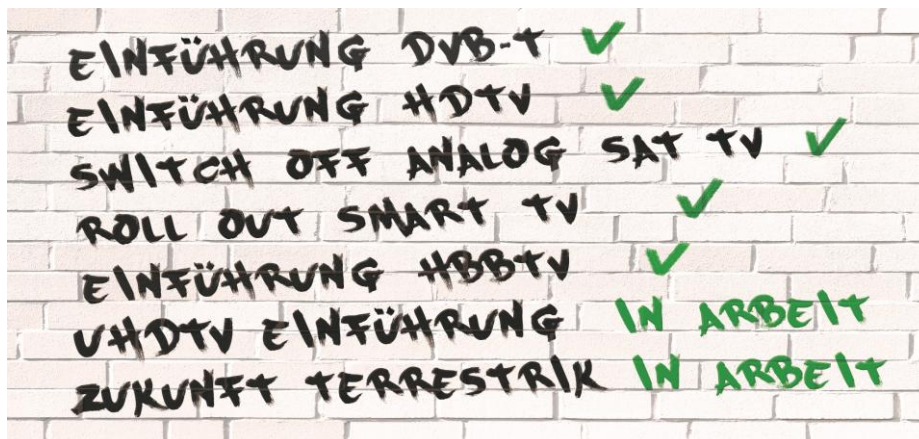 EINFÜHRUNG DVB-T ✓
EINFÜHRUNG HDTV ✓
SWITCH OFF ANALOG SAT TV ✓
ROLL OUT SMART TV ✓
EINFÜHRUNG HBBTV ✓
UHDTV EINFÜHRUNG IN ARBEIT
ZUKUNFT TERRESTRIK IN ARBEIT